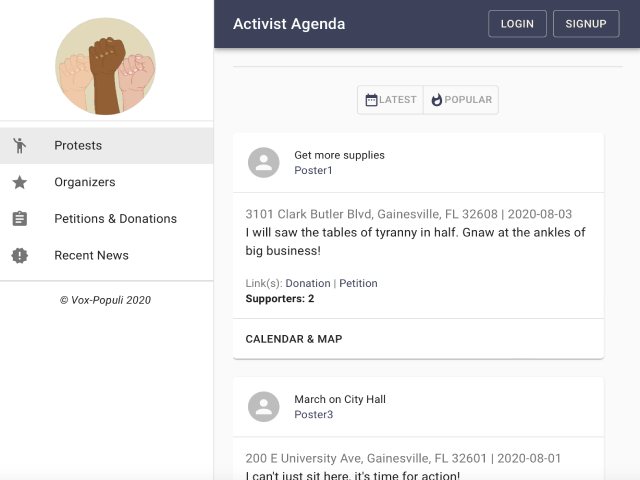 Activist Agenda
LOGIN
SIGNUP
Protests
Organizers
Petitions & Donations
Recent News
© Vox-Populi 2020
LATEST
POPULAR
Get more supplies
Poster1
3101 Clark Butler Blvd, Gainesville, FL 32608 | 2020-08-03
I will saw the tables of tyranny in half. Gnaw at the ankles of
big business!
Link(s): Donation | Petition
Supporters: 2
CALENDAR & MAP
March on City Hall
Poster3
200 E University Ave, Gainesville, FL 32601 | 2020-08-01
I can't just sit here, it's time for action!